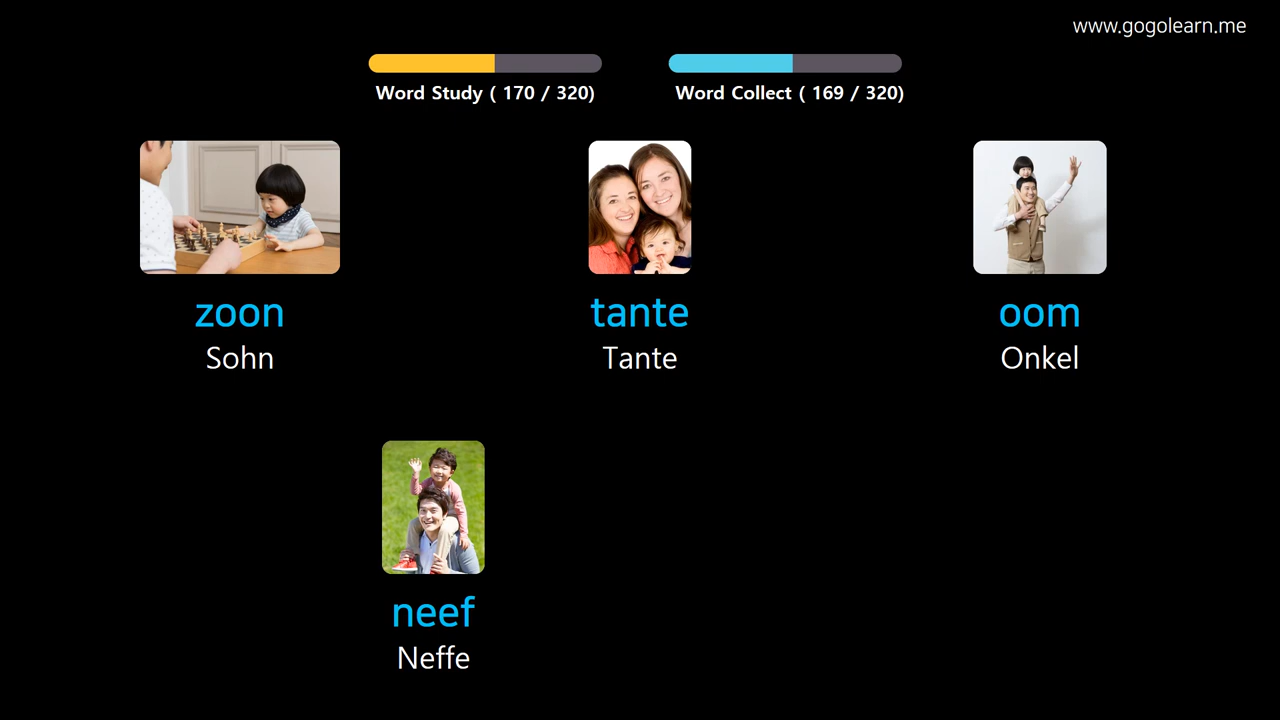 www.gogolearn.me
Word Study ( 170 / 320)
Word Collect ( 169 / 320)
zoon
Sohn
tante
Tante
oom
Onkel
neef
Neffe